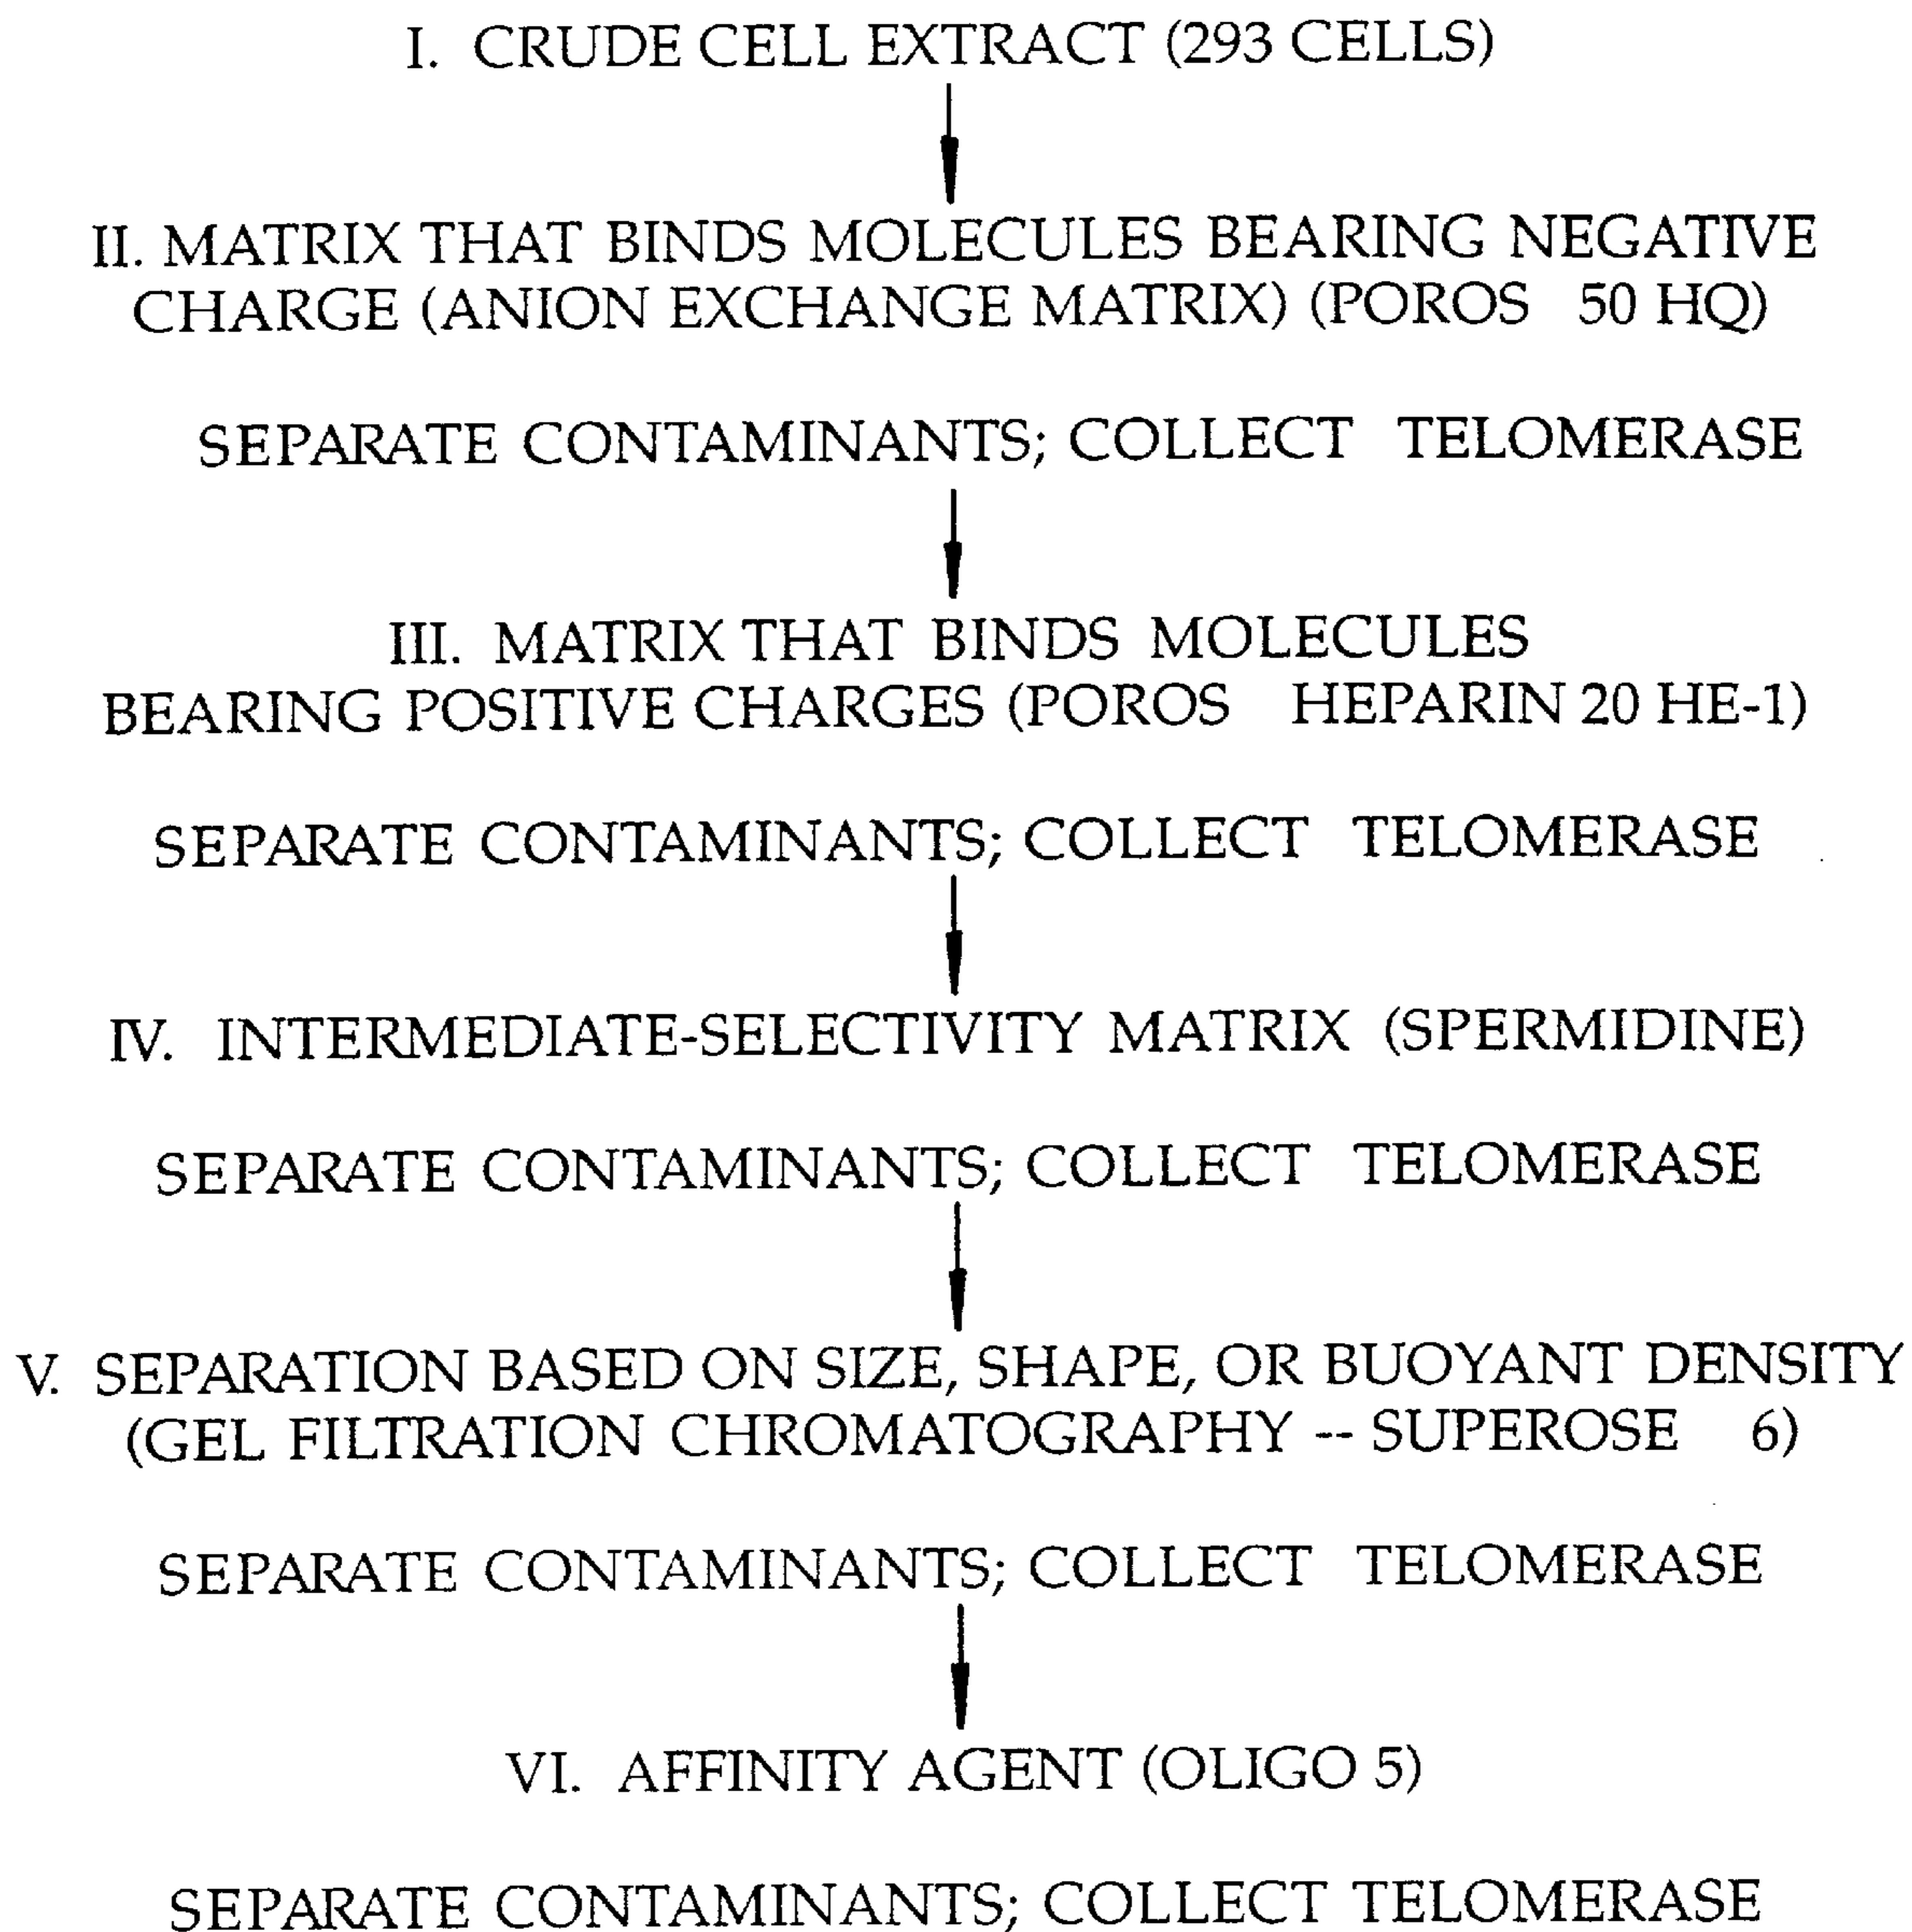 I. CRUDE CELL EXTRACT (293 CELLS)
II. MATRIX THAT BINDS MOLECULES BEARING NEGATIVE
CHARGE (ANION EXCHANGE MATRIX) (POROS 50 HQ)
SEPARATE CONTAMINANTS; COLLECT TELOMERASE
III. MATRIX THAT BINDS MOLECULES
BEARING POSITIVE CHARGES (POROS HEPARIN 20 HE-1)
SEPARATE CONTAMINANTS; COLLECT TELOMERASE
IV. INTERMEDIATE-SELECTIVITY MATRIX (SPERMIDINE)
SEPARATE CONTAMINANTS; COLLECT TELOMERASE
V. SEPARATION BASED ON SIZE, SHAPE, OR BUOYANT DENSITY
(GEL FILTRATION CHROMATOGRAPHY -- SUPEROSE 6)
SEPARATE CONTAMINANTS; COLLECT TELOMERASE
VI. AFFINITY AGENT (OLIGO 5)
SEPARATE CONTAMINANTS; COLLECT TELOMERASE